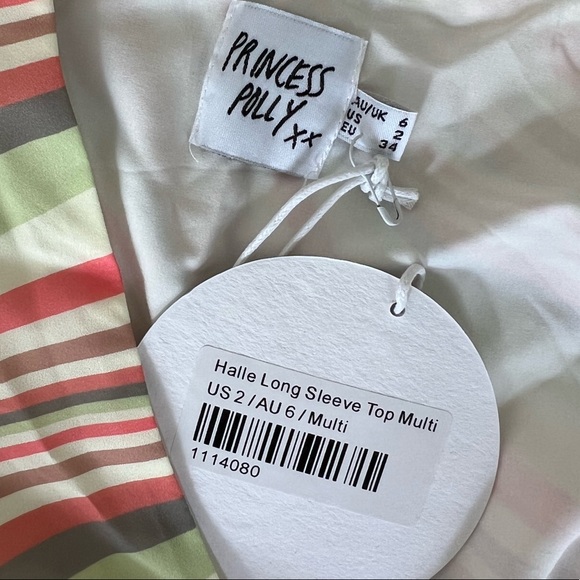 PRINCESS
POLLY
xx
AU/UK 6
US 2
EU 34
Halle Long Sleeve Top Multi
US 2 / AU 6 / Multi
1114080